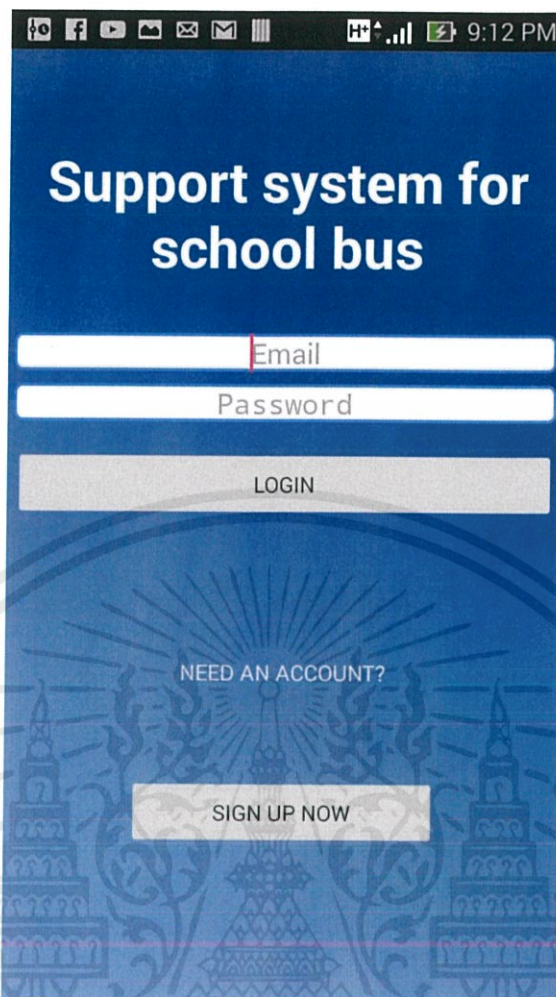 H+ 9:12 PM
Support system for
school bus
Email
Password
LOGIN
NEED AN ACCOUNT?
SIGN UP NOW